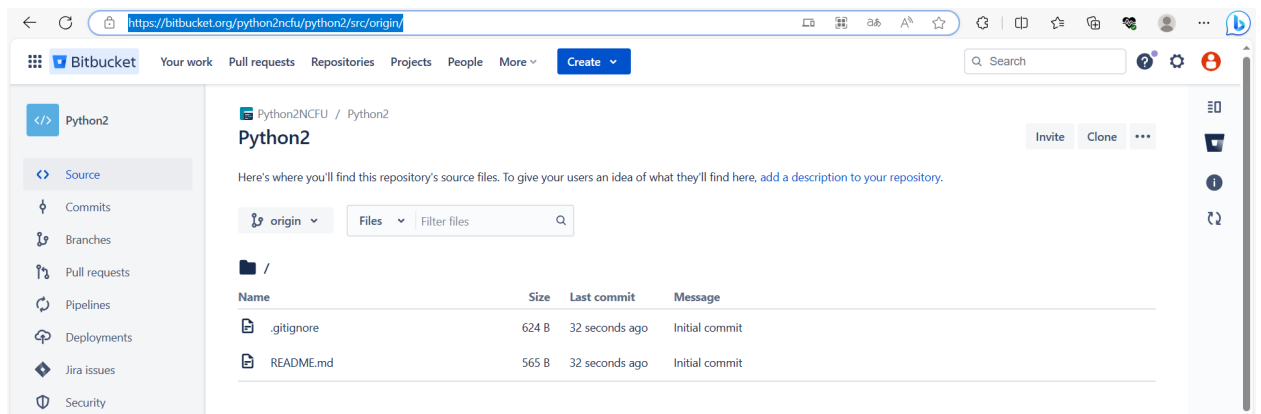 https://bitbucket.org/python2ncfu/python2/src/origin/
Bitbucket Your work Pull requests Repositories Projects People More Create Search
Python2
Source
Commits
Branches
Pull requests
Pipelines
Deployments
Jira issues
Security
Python2NCFU / Python2
Python2
Invite Clone
Here's where you'll find this repository's source files. To give your users an idea of what they'll find here, add a description to your repository.
origin Files Filter files
/
Name Size Last commit Message
.gitignore 624 B 32 seconds ago Initial commit
README.md 565 B 32 seconds ago Initial commit